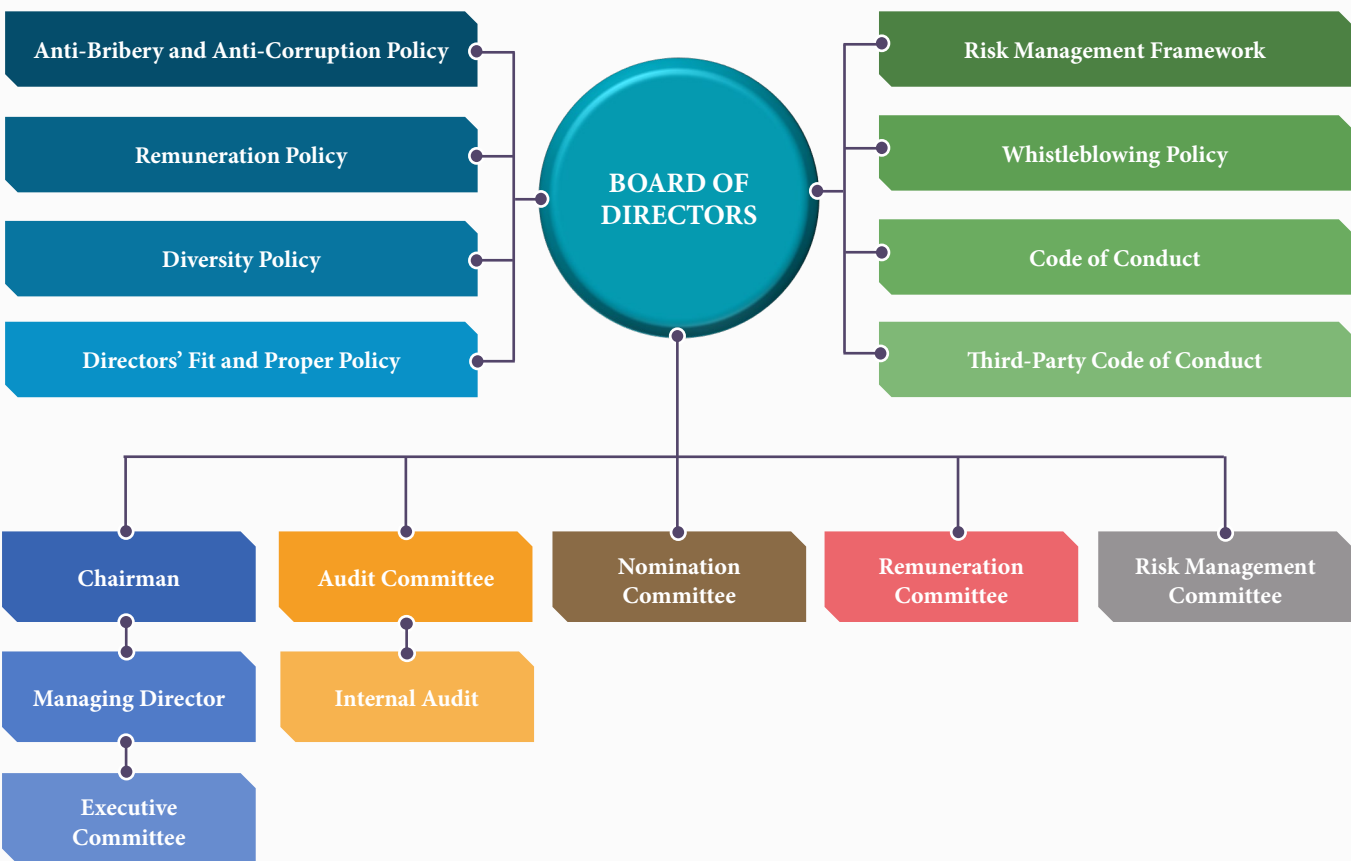 Anti-Bribery and Anti-Corruption Policy
Remuneration Policy
Diversity Policy
Directors’ Fit and Proper Policy
BOARD OF
DIRECTORS
Risk Management Framework
Whistleblowing Policy
Code of Conduct
Third-Party Code of Conduct
Chairman
Audit Committee
Nomination
Committee
Remuneration
Committee
Risk Management
Committee
Managing Director
Internal Audit
Executive
Committee